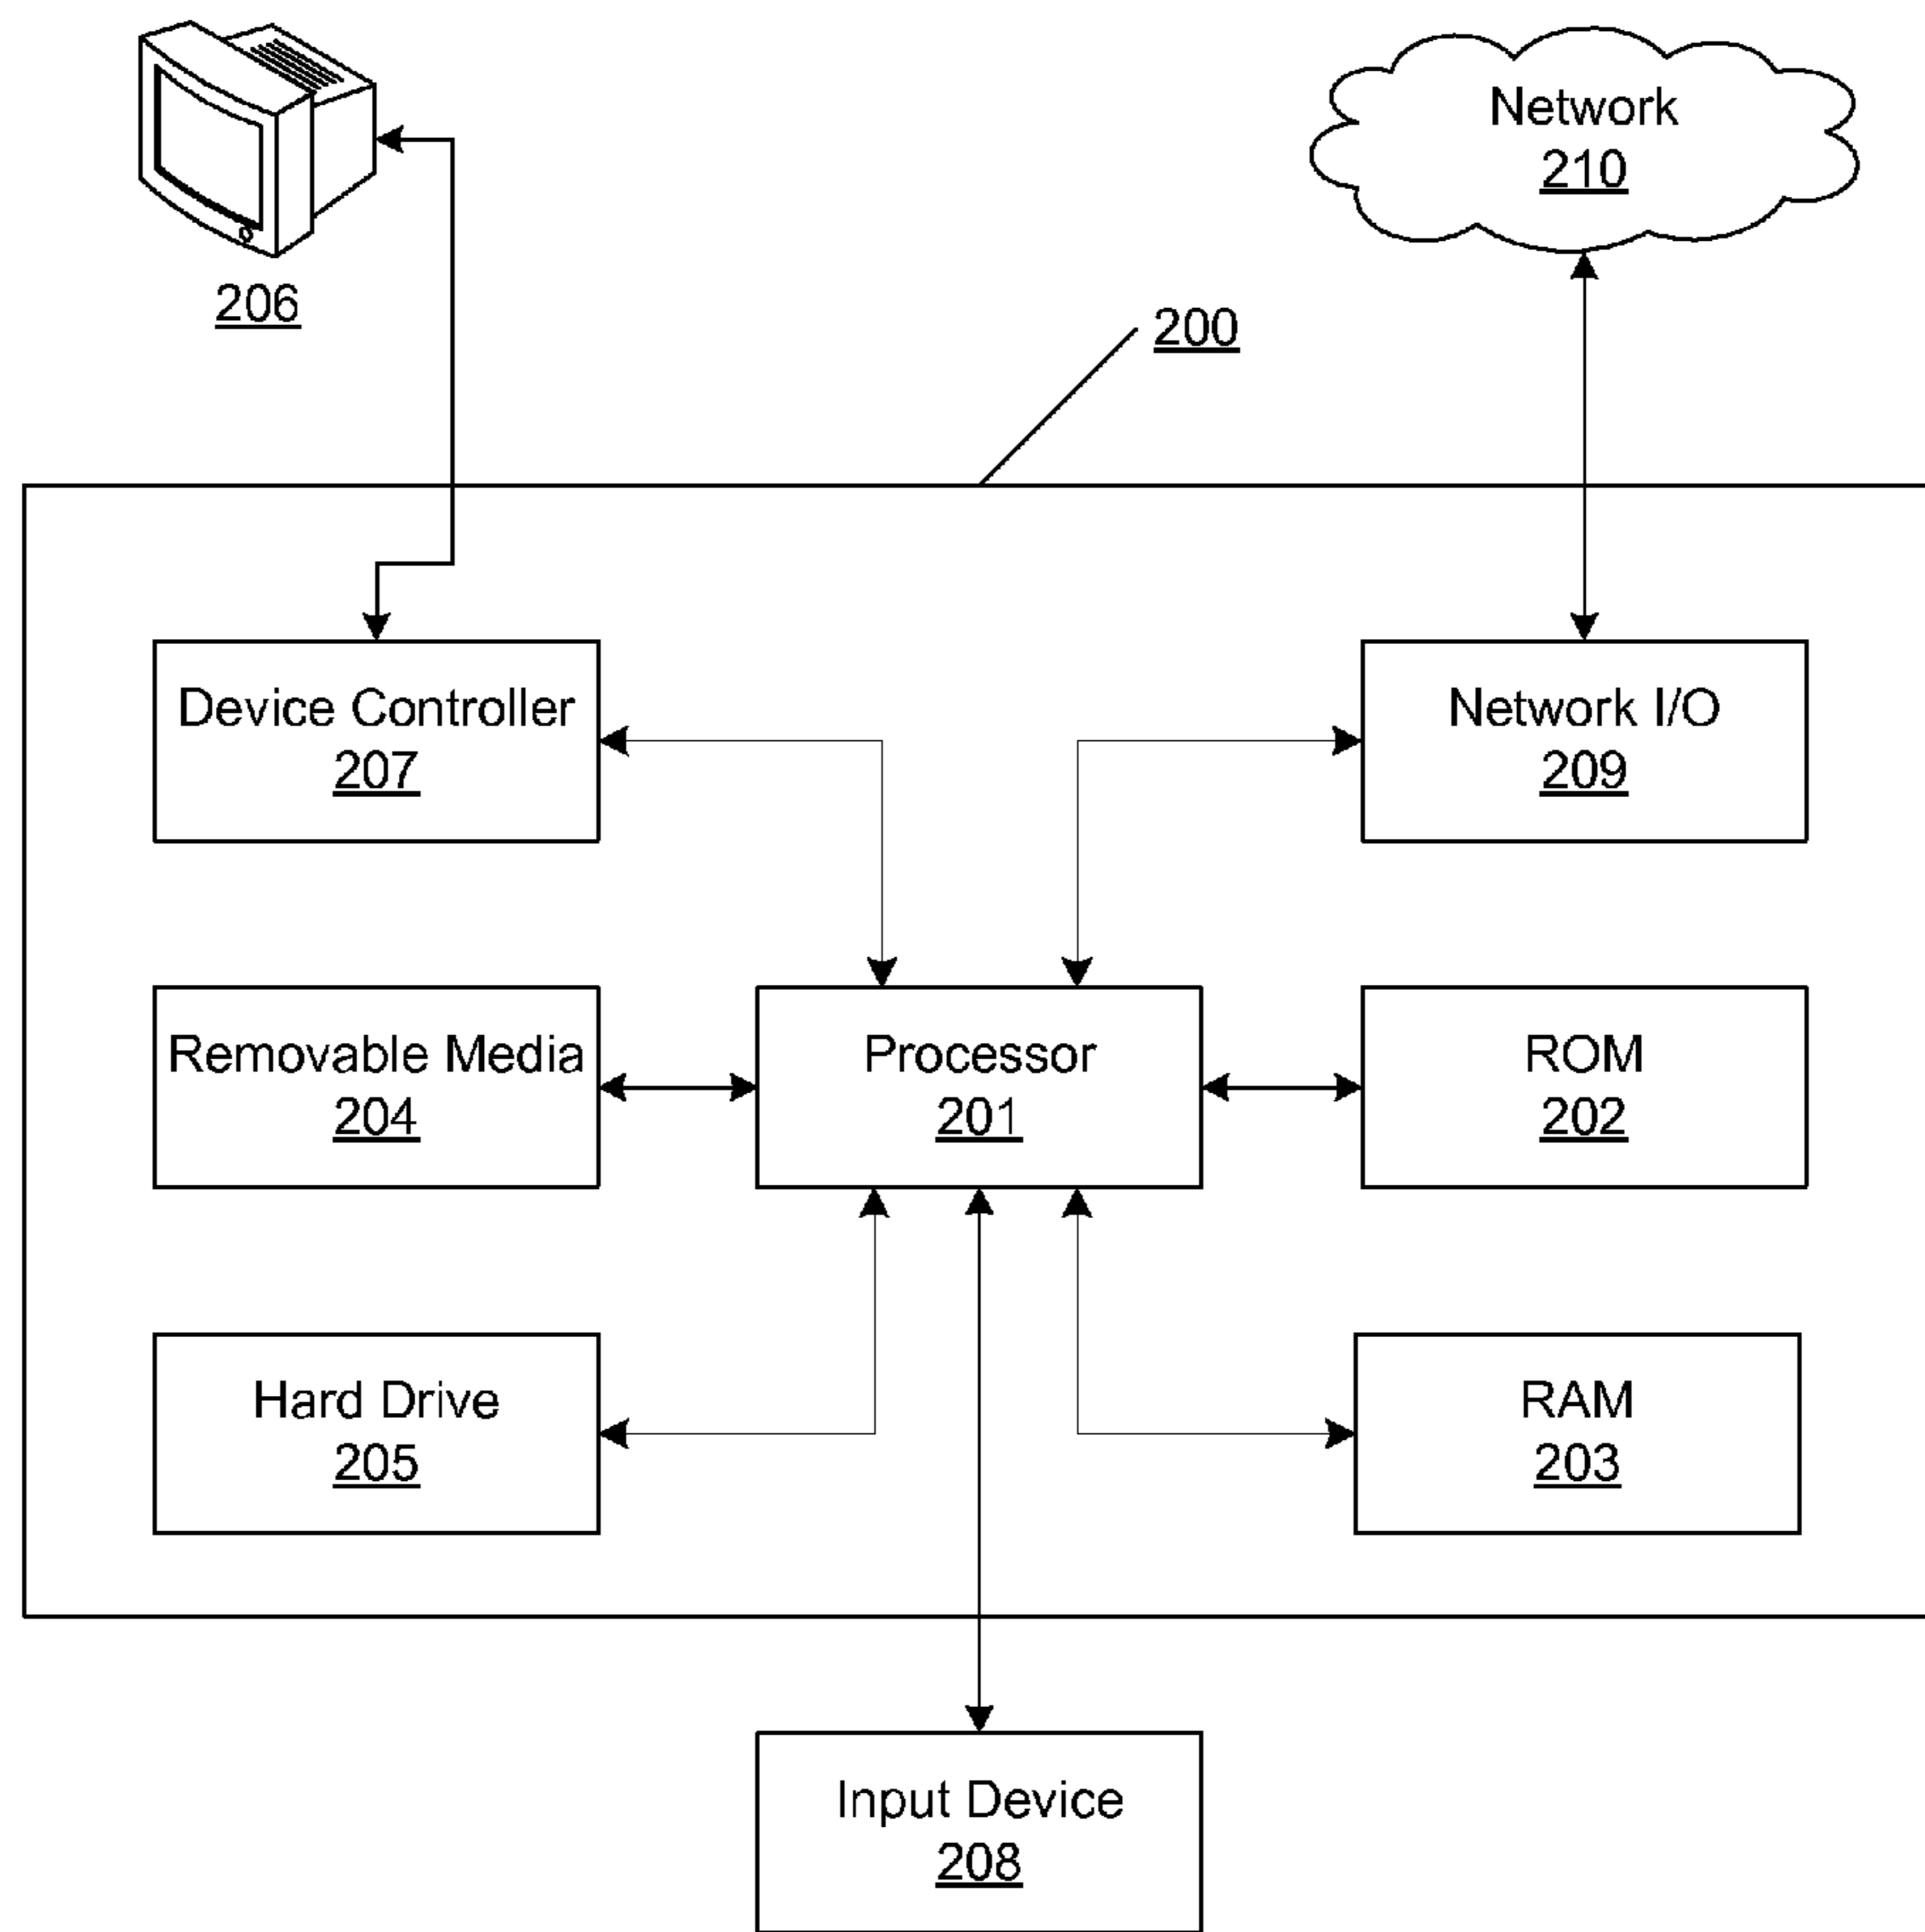 Network
210
206
200
Device Controller
207
Network I/O
209
Removable Media
204
Processor
201
ROM
202
Hard Drive
205
RAM
203
Input Device
208